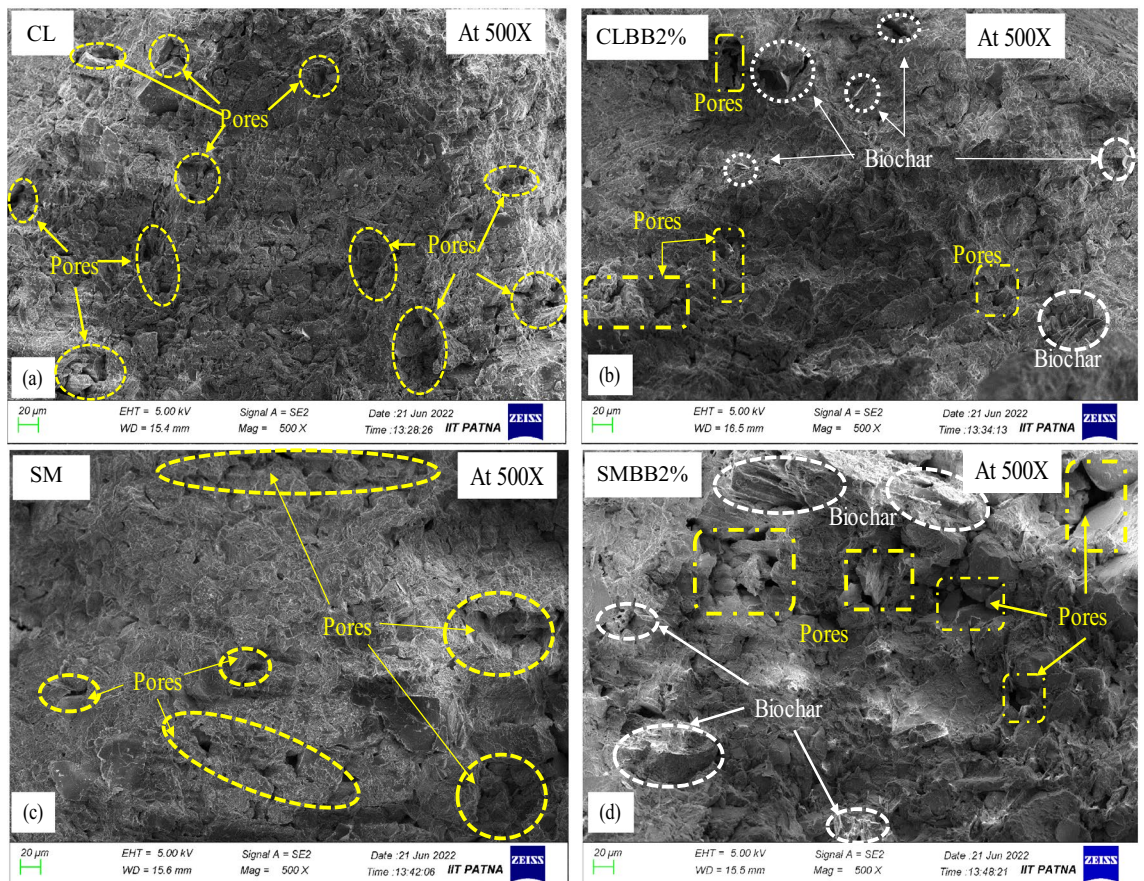 CL
At 500X
Pores
Pores
Pores
(a)
20 µm
EHT = 5.00 kV
Signal A = SE2
Date :21 Jun 2022
WD = 15.4 mm
Mag = 500 X
Time :13:28:26
IIT PATNA
ZEISS
CLBB2%
At 500X
Pores
Biochar
Pores
Pores
Biochar
(b)
20 µm
EHT = 5.00 kV
Signal A = SE2
Date :21 Jun 2022
WD = 16.5 mm
Mag = 500 X
Time :13:34:13
IIT PATNA
ZEISS
SM
At 500X
Pores
Pores
(c)
20 µm
EHT = 5.00 kV
Signal A = SE2
Date :21 Jun 2022
WD = 15.6 mm
Mag = 500 X
Time :13:42:06
IIT PATNA
ZEISS
SMBB2%
At 500X
Biochar
Pores
Pores
Biochar
(d)
20 µm
EHT = 5.00 kV
Signal A = SE2
Date :21 Jun 2022
WD = 15.5 mm
Mag = 500 X
Time :13:48:21
IIT PATNA
ZEISS